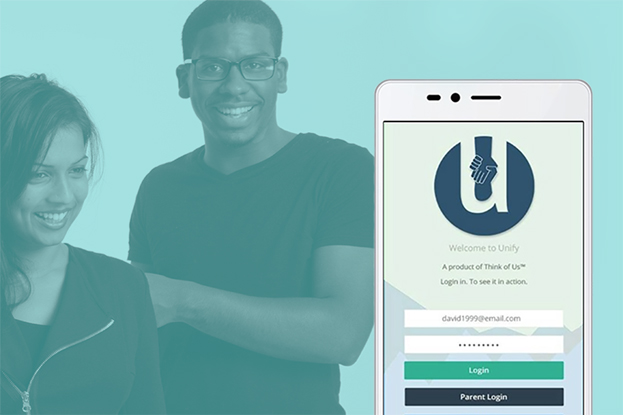 u
Welcome to Unify
A product of Think of Us™
Login in. To see it in action.
david1999@email.com
•••••••••
Login
Parent Login